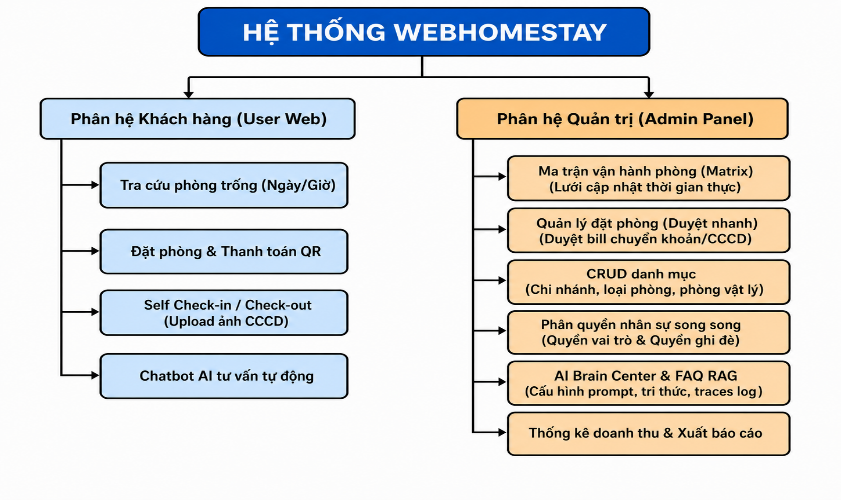 HỆ THỐNG WEBHOMESTAY
Phân hệ Khách hàng (User Web)
Tra cứu phòng trống (Ngày/Giờ)
Đặt phòng & Thanh toán QR
Self Check-in / Check-out
(Upload ảnh CCCD)
Chatbot AI tư vấn tự động
Phân hệ Quản trị (Admin Panel)
Ma trận vận hành phòng (Matrix)
(Lưới cập nhật thời gian thực)
Quản lý đặt phòng (Duyệt nhanh)
(Duyệt bill chuyển khoản/CCCD)
CRUD danh mục
(Chi nhánh, loại phòng, phòng vật lý)
Phân quyền nhân sự song song
(Quyền vai trò & Quyền ghi đè)
AI Brain Center & FAQ RAG
(Cấu hình prompt, tri thức, traces log)
Thống kê doanh thu & Xuất báo cáo